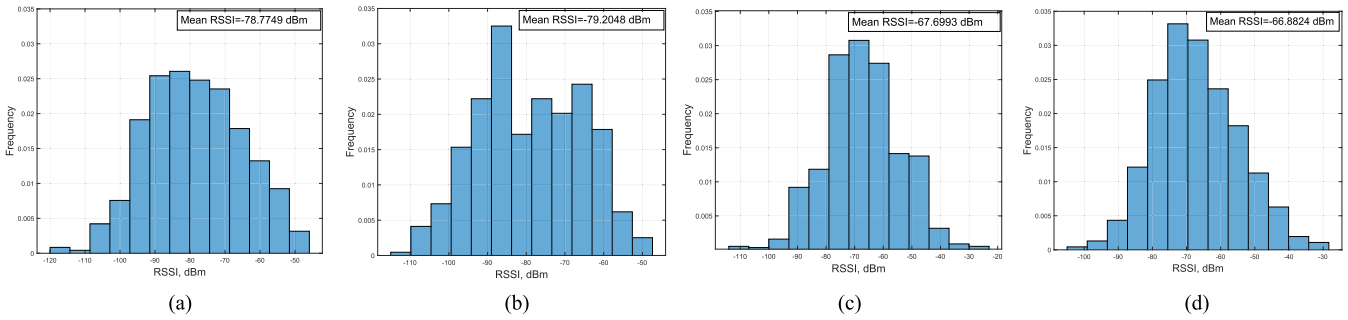 Mean RSSI=-78.7749 dBm
0.035
0.03
0.025
0.02
0.015
0.01
0.005
0
Frequency
-120 -110 -100 -90 -80 -70 -60 -50
RSSI, dBm
(a)
Mean RSSI=-79.2048 dBm
0.035
0.03
0.025
0.02
0.015
0.01
0.005
0
Frequency
-110 -100 -90 -80 -70 -60 -50
RSSI, dBm
(b)
Mean RSSI=-67.6993 dBm
0.035
0.03
0.025
0.02
0.015
0.01
0.005
Frequency
-110 -100 -90 -80 -70 -60 -50 -40 -30 -20
RSSI, dBm
(c)
Mean RSSI=-66.8824 dBm
0.035
0.03
0.025
0.02
0.015
0.01
0.005
0
Frequency
-100 -90 -80 -70 -60 -50 -40 -30
RSSI, dBm
(d)